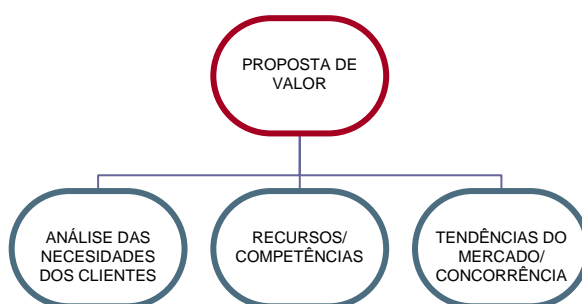 PROPOSTA DE
VALOR
ANÁLISE DAS
NECESIDADES
DOS CLIENTES
RECURSOS/
COMPETÊNCIAS
TENDÊNCIAS DO
MERCADO/
CONCORRÊNCIA